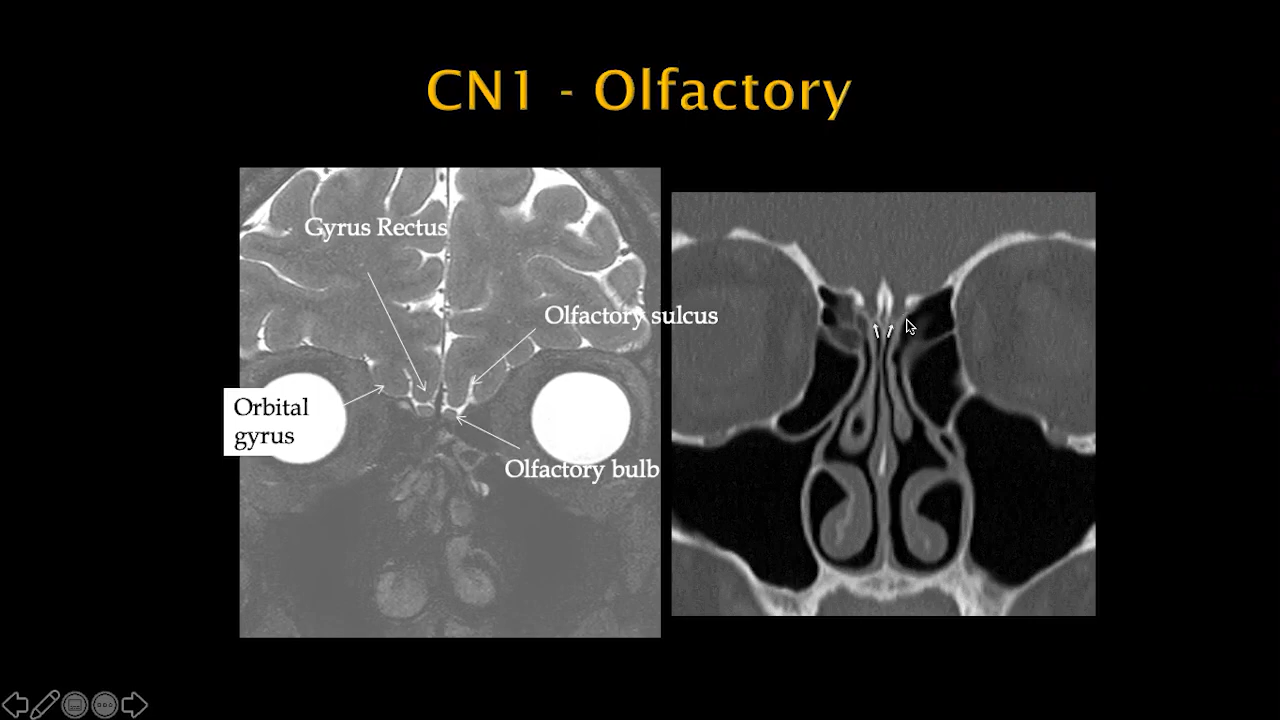 CN1 - Olfactory
Gyrus Rectus
Olfactory sulcus
Orbital
gyrus
Olfactory bulb